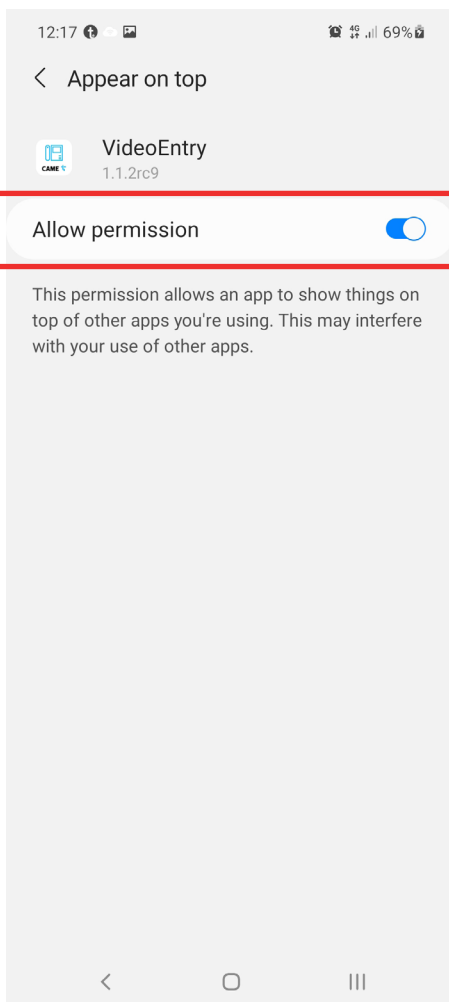 12:17 4G 69%
Appear on top
VideoEntry
CAME
1.1.2rc9
Allow permission
This permission allows an app to show things on
top of other apps you're using. This may interfere
with your use of other apps.